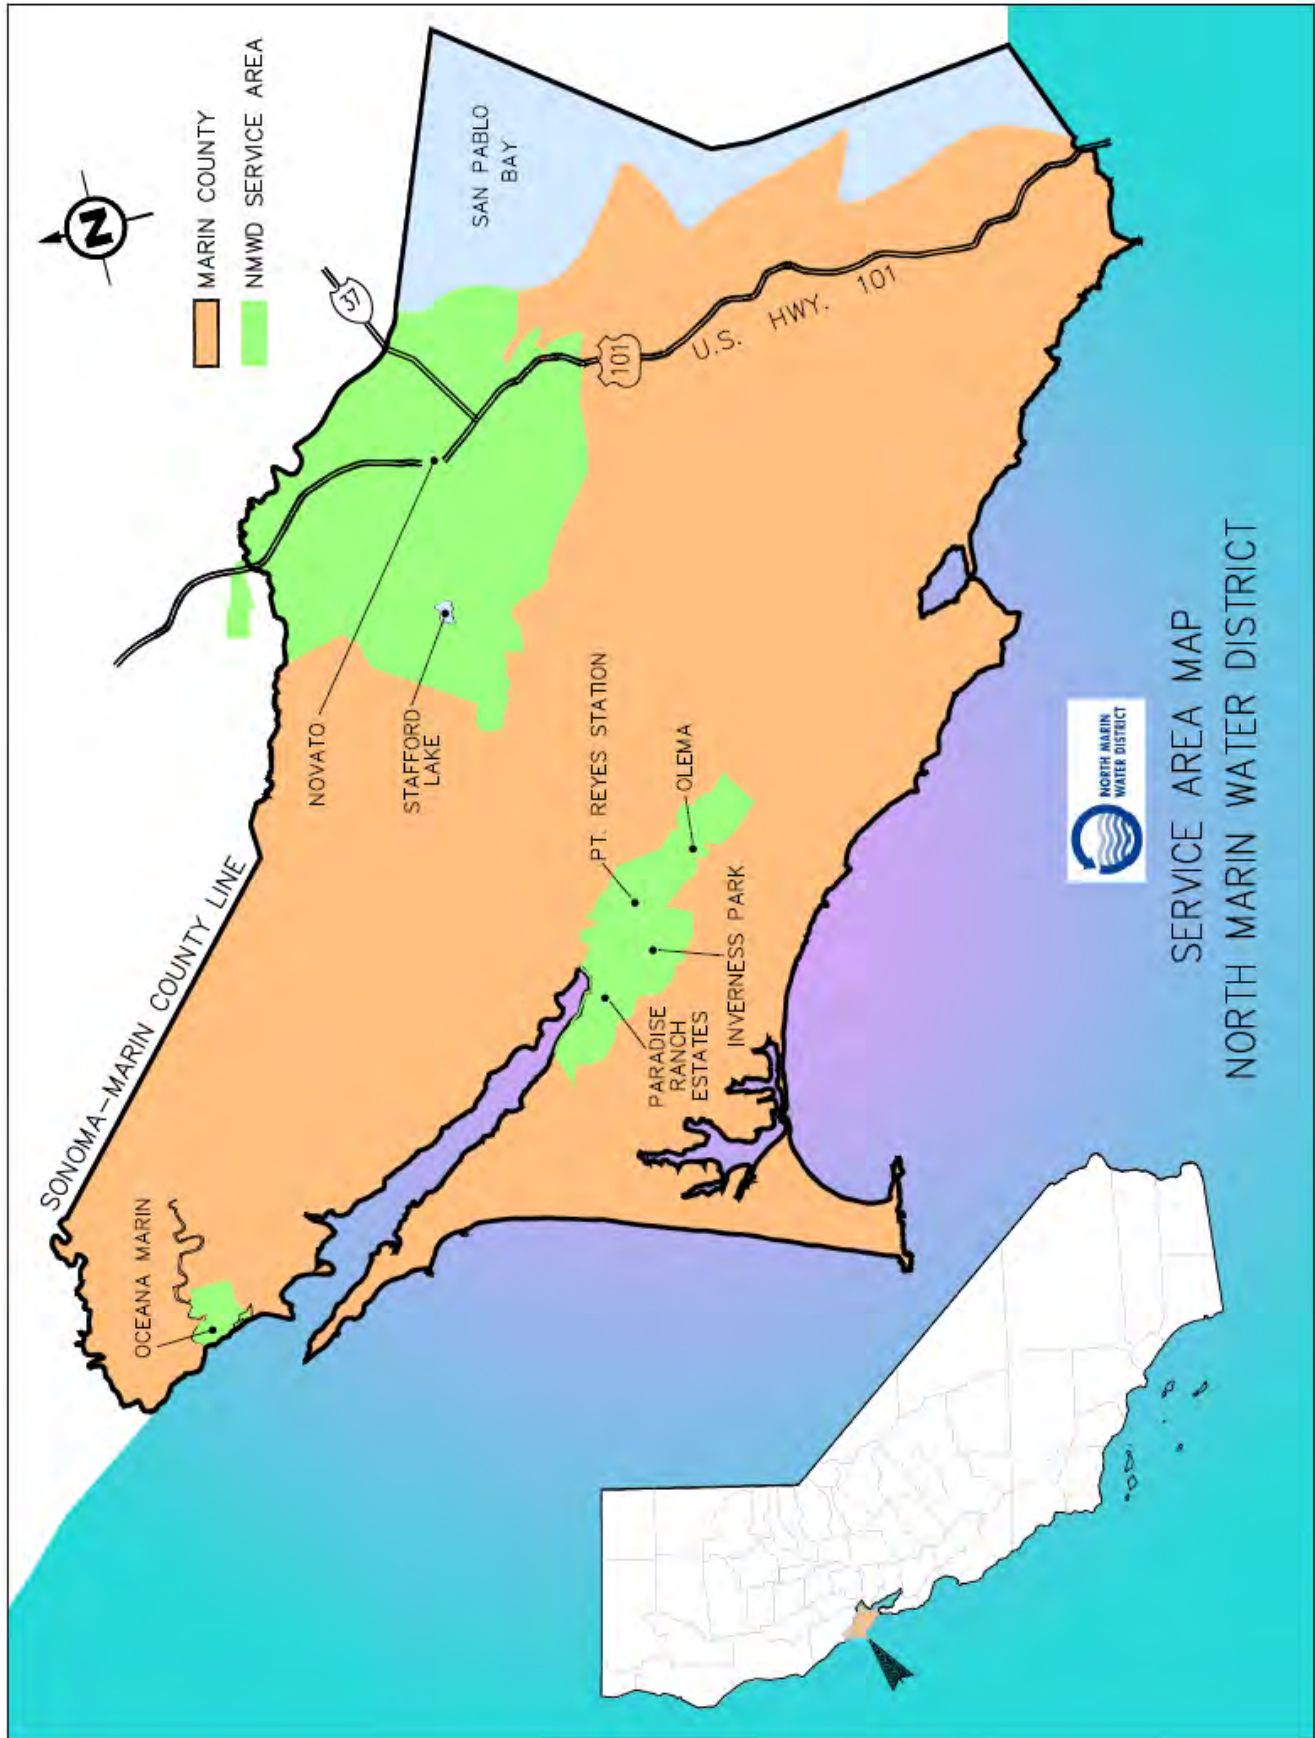 N
MARIN COUNTY
NMWD SERVICE AREA
SAN PABLO
BAY
37
101
U.S. HWY. 101
SONOMA-MARIN COUNTY LINE
OCEANA MARIN
NOVATO
STAFFORD
LAKE
PT. REYES STATION
OLEMA
PARADISE
RANCH
ESTATES
INVERNESS PARK
NORTH MARIN
WATER DISTRICT
SERVICE AREA MAP
NORTH MARIN WATER DISTRICT